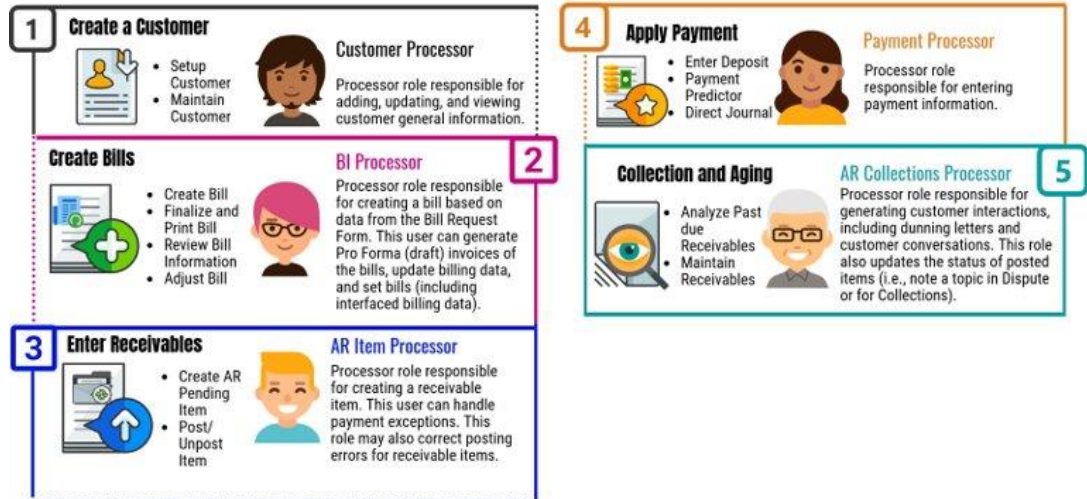 1
Create a Customer
• Setup
Customer
• Maintain
Customer
Customer Processor
Processor role responsible for
adding, updating, and viewing
customer general information.
2
Create Bills
• Create Bill
• Finalize and
Print Bill
• Review Bill
Information
• Adjust Bill
BI Processor
Processor role responsible
for creating a bill based on
data from the Bill Request
Form. This user can generate
Pro Forma (draft) invoices of
the bills, update billing data,
and set bills (including
interfaced billing data).
3
Enter Receivables
• Create AR
Pending
Item
• Post/
Unpost
Item
AR Item Processor
Processor role responsible
for creating a receivable
item. This user can handle
payment exceptions. This
role may also correct posting
errors for receivable items.
4
Apply Payment
• Enter Deposit
• Payment
Predictor
• Direct Journal
Payment Processor
Processor role
responsible for entering
payment information.
5
Collection and Aging
• Analyze Past
due
Receivables
• Maintain
Receivables
AR Collections Processor
Processor role responsible for
generating customer interactions,
including dunning letters and
customer conversations. This role
also updates the status of posted
items (i.e., note a topic in Dispute
or for Collections).